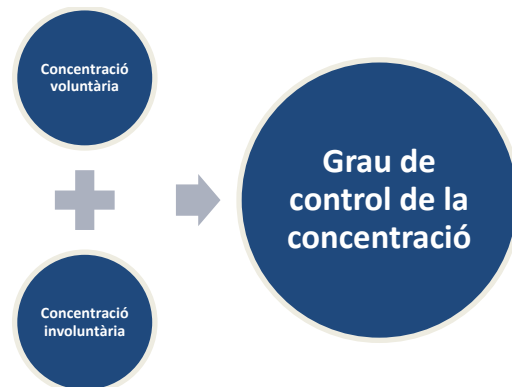 Concentració
voluntària
Concentració
involuntària
Grau de
control de la
concentració